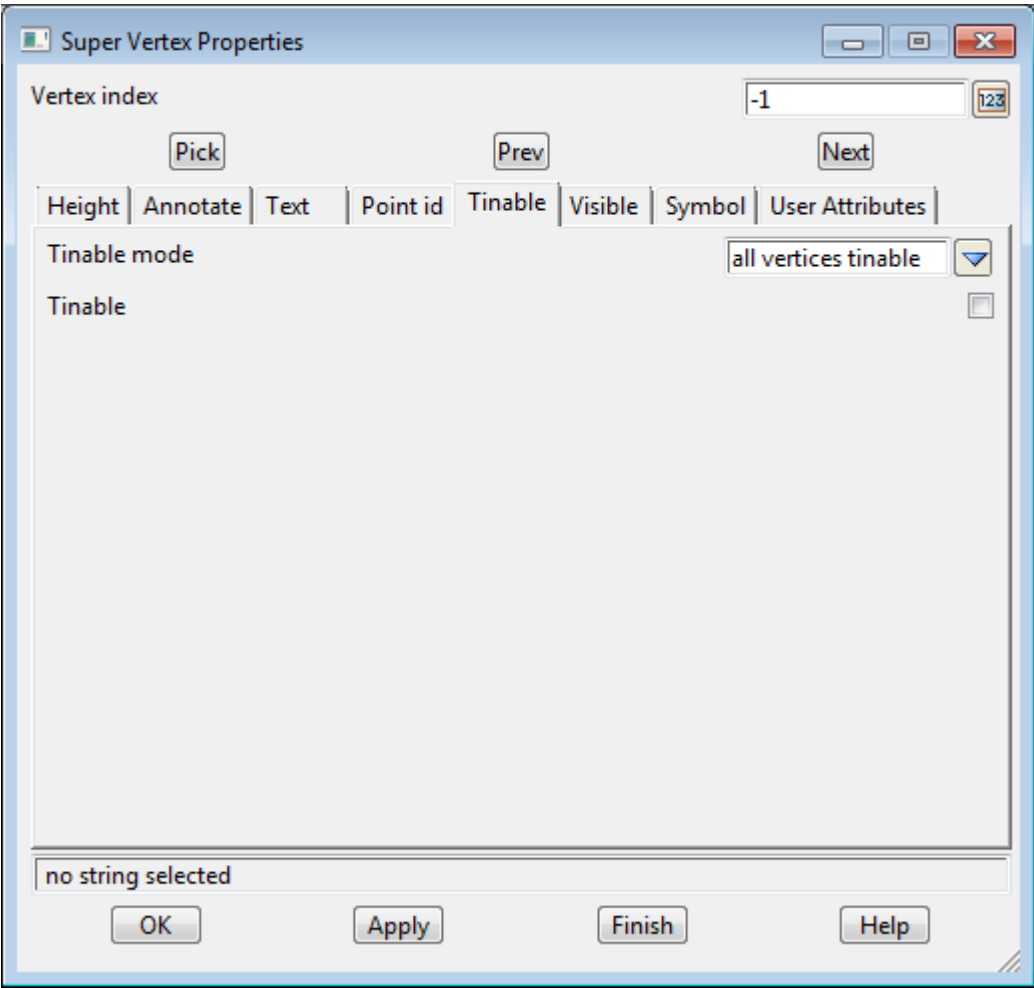 Super Vertex Properties
Vertex index -1 123
Pick Prev Next
Height Annotate Text Point id Tinable Visible Symbol User Attributes
Tinable mode all vertices tinable
Tinable
no string selected
OK Apply Finish Help